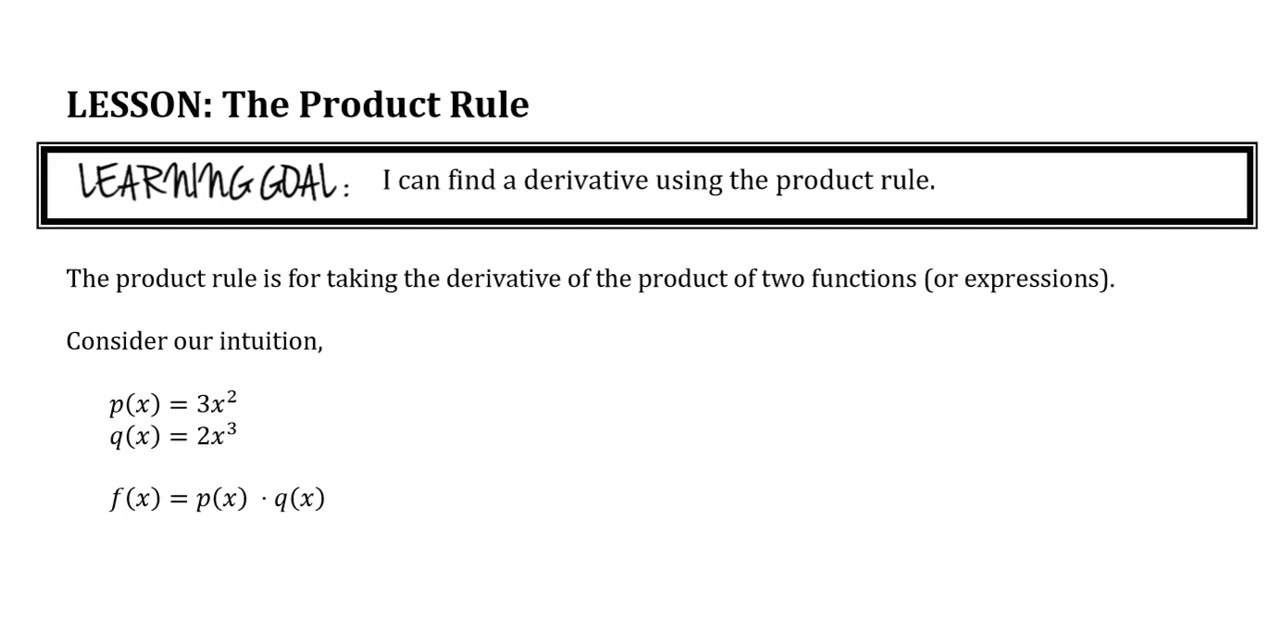 LESSON: The Product Rule
LEARNING GOAL: I can find a derivative using the product rule.
The product rule is for taking the derivative of the product of two functions (or expressions).
Consider our intuition,
p(x) = 3x²
q(x) = 2x³
f(x) = p(x) · q(x)